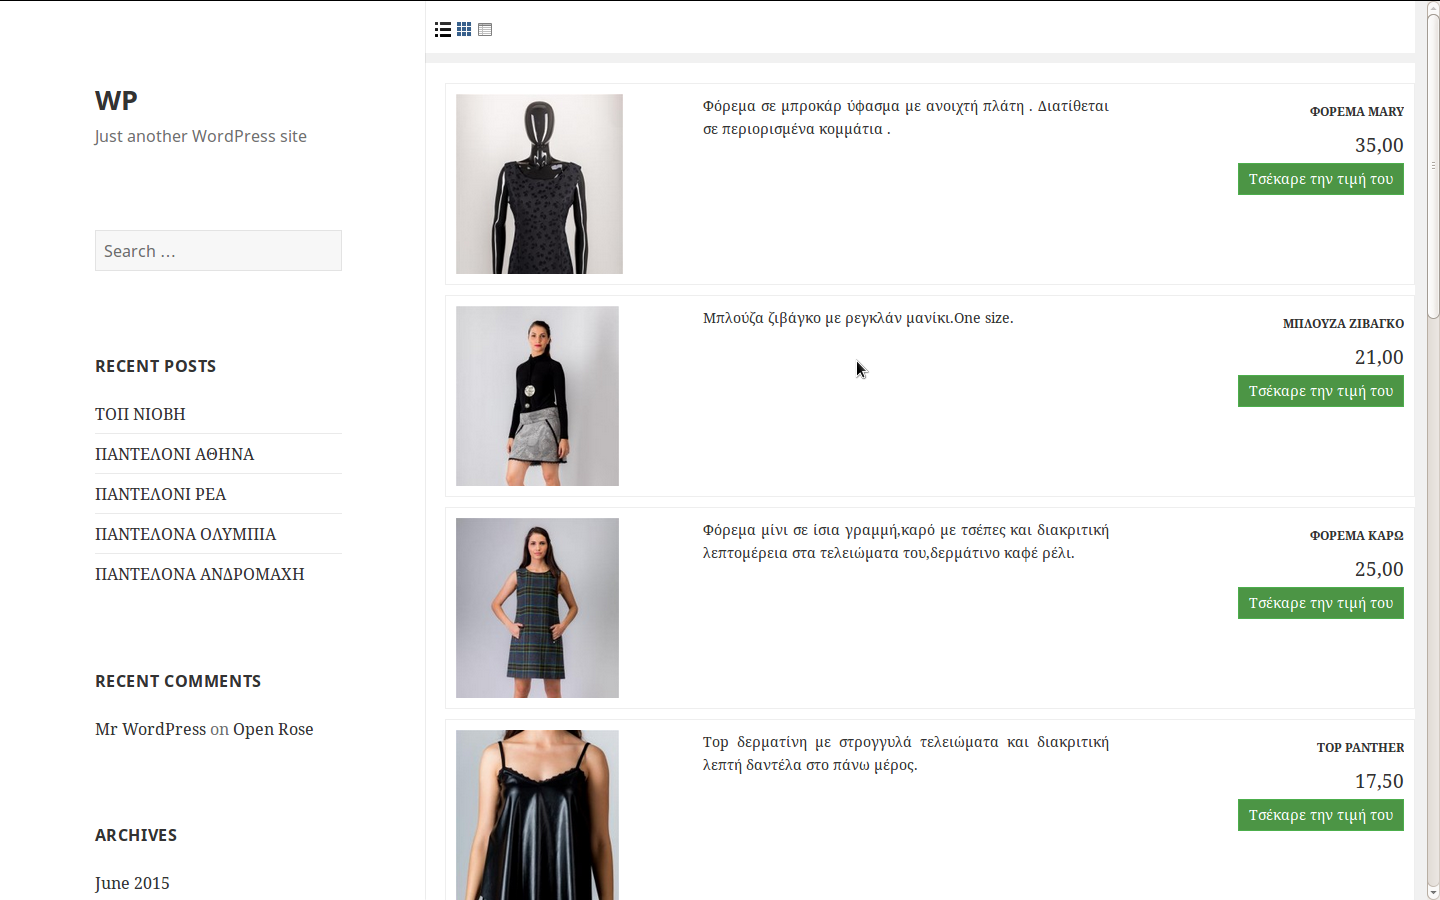 WP
Just another WordPress site
Search …
RECENT POSTS
ΤΟΠ ΝΙΟΒΗ
ΠΑΝΤΕΛΟΝΙ ΑΘΗΝΑ
ΠΑΝΤΕΛΟΝΙ ΡΕΑ
ΠΑΝΤΕΛΟΝΑ ΟΛΥΜΠΙΑ
ΠΑΝΤΕΛΟΝΑ ΑΝΔΡΟΜΑΧΗ
RECENT COMMENTS
Mr WordPress on Open Rose
ARCHIVES
June 2015
Φόρεμα σε μπροκάρ ύφασμα με ανοιχτή πλάτη . Διατίθεται
σε περιορισμένα κομμάτια .
ΦΟΡΕΜΑ MARY
35,00
Τσέκαρε την τιμή του
Μπλούζα ζιβάγκο με ρεγκλάν μανίκι.One size.
ΜΠΛΟΥΖΑ ΖΙΒΑΓΚΟ
21,00
Τσέκαρε την τιμή του
Φόρεμα μίνι σε ίσια γραμμή,καρό με τσέπες και διακριτική
λεπτομέρεια στα τελειώματα του,δερμάτινο καφέ ρέλι.
ΦΟΡΕΜΑ ΚΑΡΩ
25,00
Τσέκαρε την τιμή του
Top δερματίνη με στρογγυλά τελειώματα και διακριτική
λεπτή δαντέλα στο πάνω μέρος.
TOP PANTHER
17,50
Τσέκαρε την τιμή του